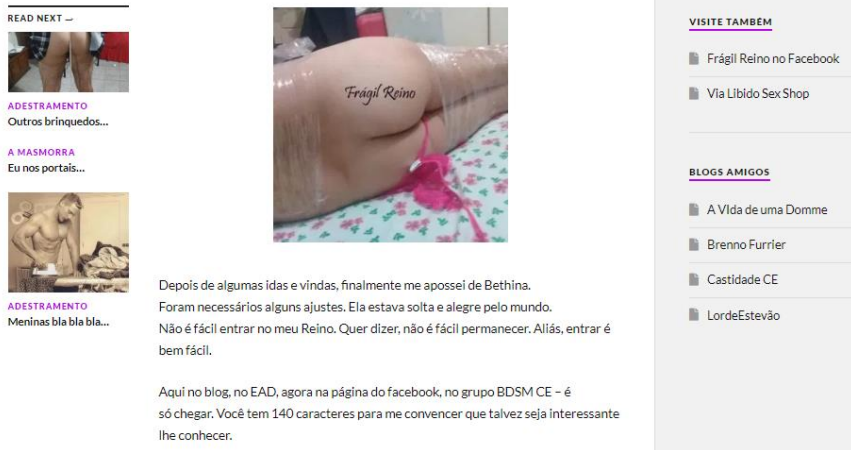 READ NEXT
ADESTRAMENTO
Outros brinquedos...
A MASMORRA
Eu nos portais...
ADESTRAMENTO
Meninas bla bla bla...
Frágil Reino
Depois de algumas idas e vindas, finalmente me apossei de Bethina.
Foram necessários alguns ajustes. Ela estava solta e alegre pelo mundo.
Não é fácil entrar no meu Reino. Quer dizer, não é fácil permanecer. Aliás, entrar é
bem fácil.
Aqui no blog, no EAD, agora na página do facebook, no grupo BDSM CE – é
só chegar. Você tem 140 caracteres para me convencer que talvez seja interessante
lhe conhecer.
VISITE TAMBÉM
Frágil Reino no Facebook
Via Libido Sex Shop
BLOGS AMIGOS
A VIda de uma Domme
Brenno Furrier
Castidade CE
LordeEstevão